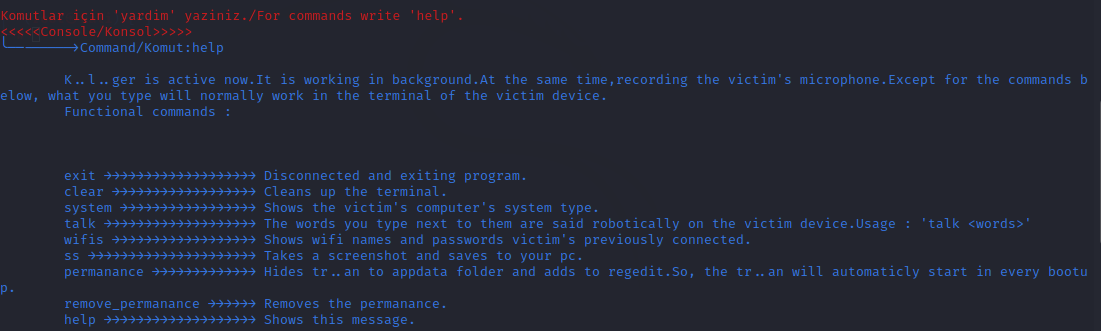 Komutlar için 'yardim' yaziniz./For commands write 'help'.
<<<<<Console/Konsol>>>>>
╰─────────→Command/Komut:help
K..l..ger is active now.It is working in background.At the same time,recording the victim's microphone.Except for the commands b
elow, what you type will normally work in the terminal of the victim device.
Functional commands :
exit →→→→→→→→→→→→→→→→→→→ Disconnected and exiting program.
clear →→→→→→→→→→→→→→→→→→ Cleans up the terminal.
system →→→→→→→→→→→→→→→→→ Shows the victim's computer's system type.
talk →→→→→→→→→→→→→→→→→→→ The words you type next to them are said robotically on the victim device.Usage : 'talk <words>'
wifis →→→→→→→→→→→→→→→→→→ Shows wifi names and passwords victim's previously connected.
ss →→→→→→→→→→→→→→→→→→→→→ Takes a screenshot and saves to your pc.
permanance →→→→→→→→→→→→→ Hides tr..an to appdata folder and adds to regedit.So, the tr..an will automaticly start in every bootu
p.
remove_permanance →→→→→→ Removes the permanance.
help →→→→→→→→→→→→→→→→→→→ Shows this message.